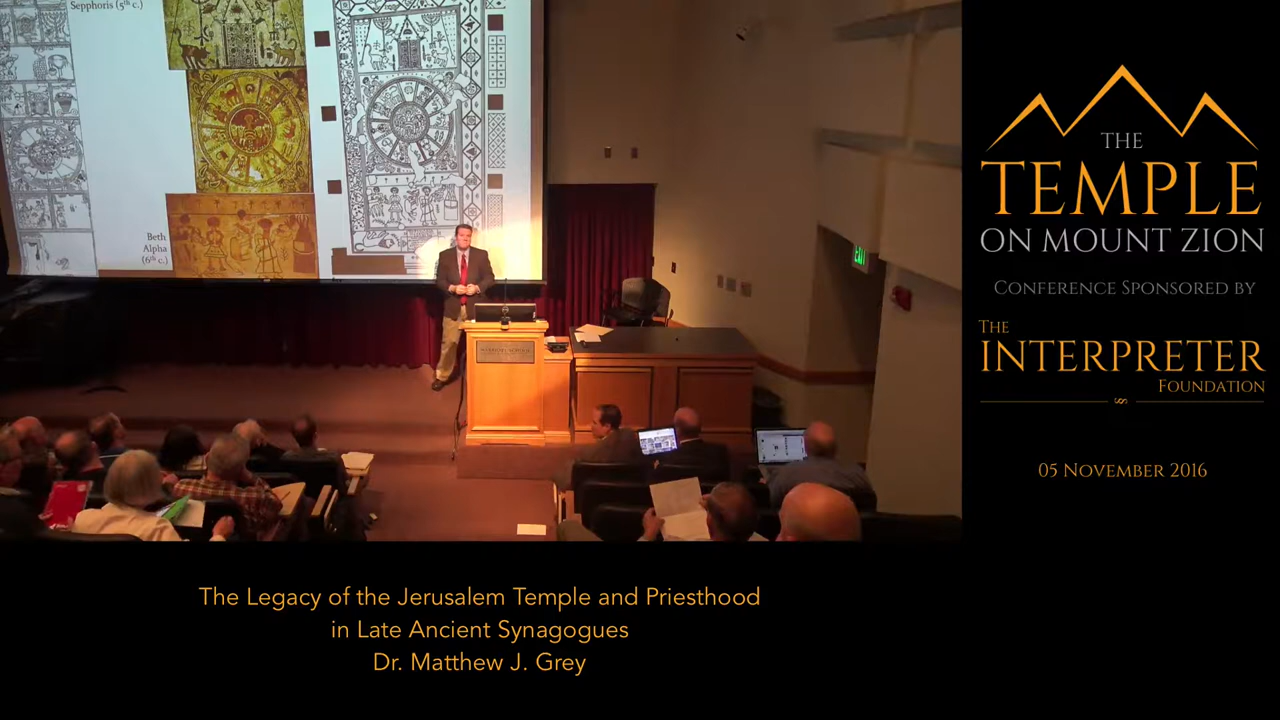 Sepphoris (5th c.)
Beth
Alpha
(6th c.)
EXIT
THE
TEMPLE
ON MOUNT ZION
CONFERENCE SPONSORED BY
THE
INTERPRETER
FOUNDATION
05 NOVEMBER 2016
The Legacy of the Jerusalem Temple and Priesthood
in Late Ancient Synagogues
Dr. Matthew J. Grey